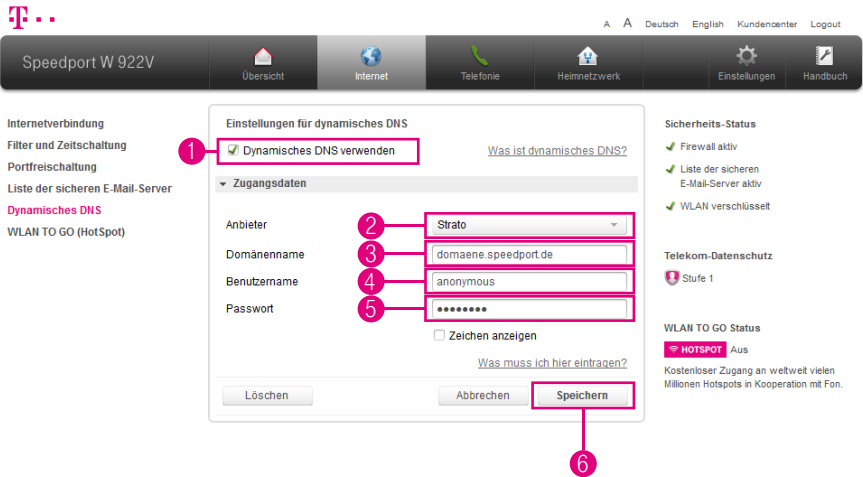 T
A A Deutsch English Kundencenter Logout
Speedport W 922V
Übersicht Internet Telefonie Heimnetzwerk Einstellungen Handbuch
Internetverbindung
Filter und Zeitschaltung
Portfreischaltung
Liste der sicheren E-Mail-Server
Dynamisches DNS
WLAN TO GO (HotSpot)
Einstellungen für dynamisches DNS
1 Dynamisches DNS verwenden Was ist dynamisches DNS?
Zugangsdaten
Anbieter 2 Strato
Domänenname 3 domaene.speedport.de
Benutzername 4 anonymous
Passwort 5 ••••••••
Zeichen anzeigen
Was muss ich hier eintragen?
Löschen Abbrechen Speichern
6
Sicherheits-Status
Firewall aktiv
Liste der sicheren
E-Mail-Server aktiv
WLAN verschlüsselt
Telekom-Datenschutz
Stufe 1
WLAN TO GO Status
HOTSPOT Aus
Kostenloser Zugang an weltweit vielen
Millionen Hotspots in Kooperation mit Fon.